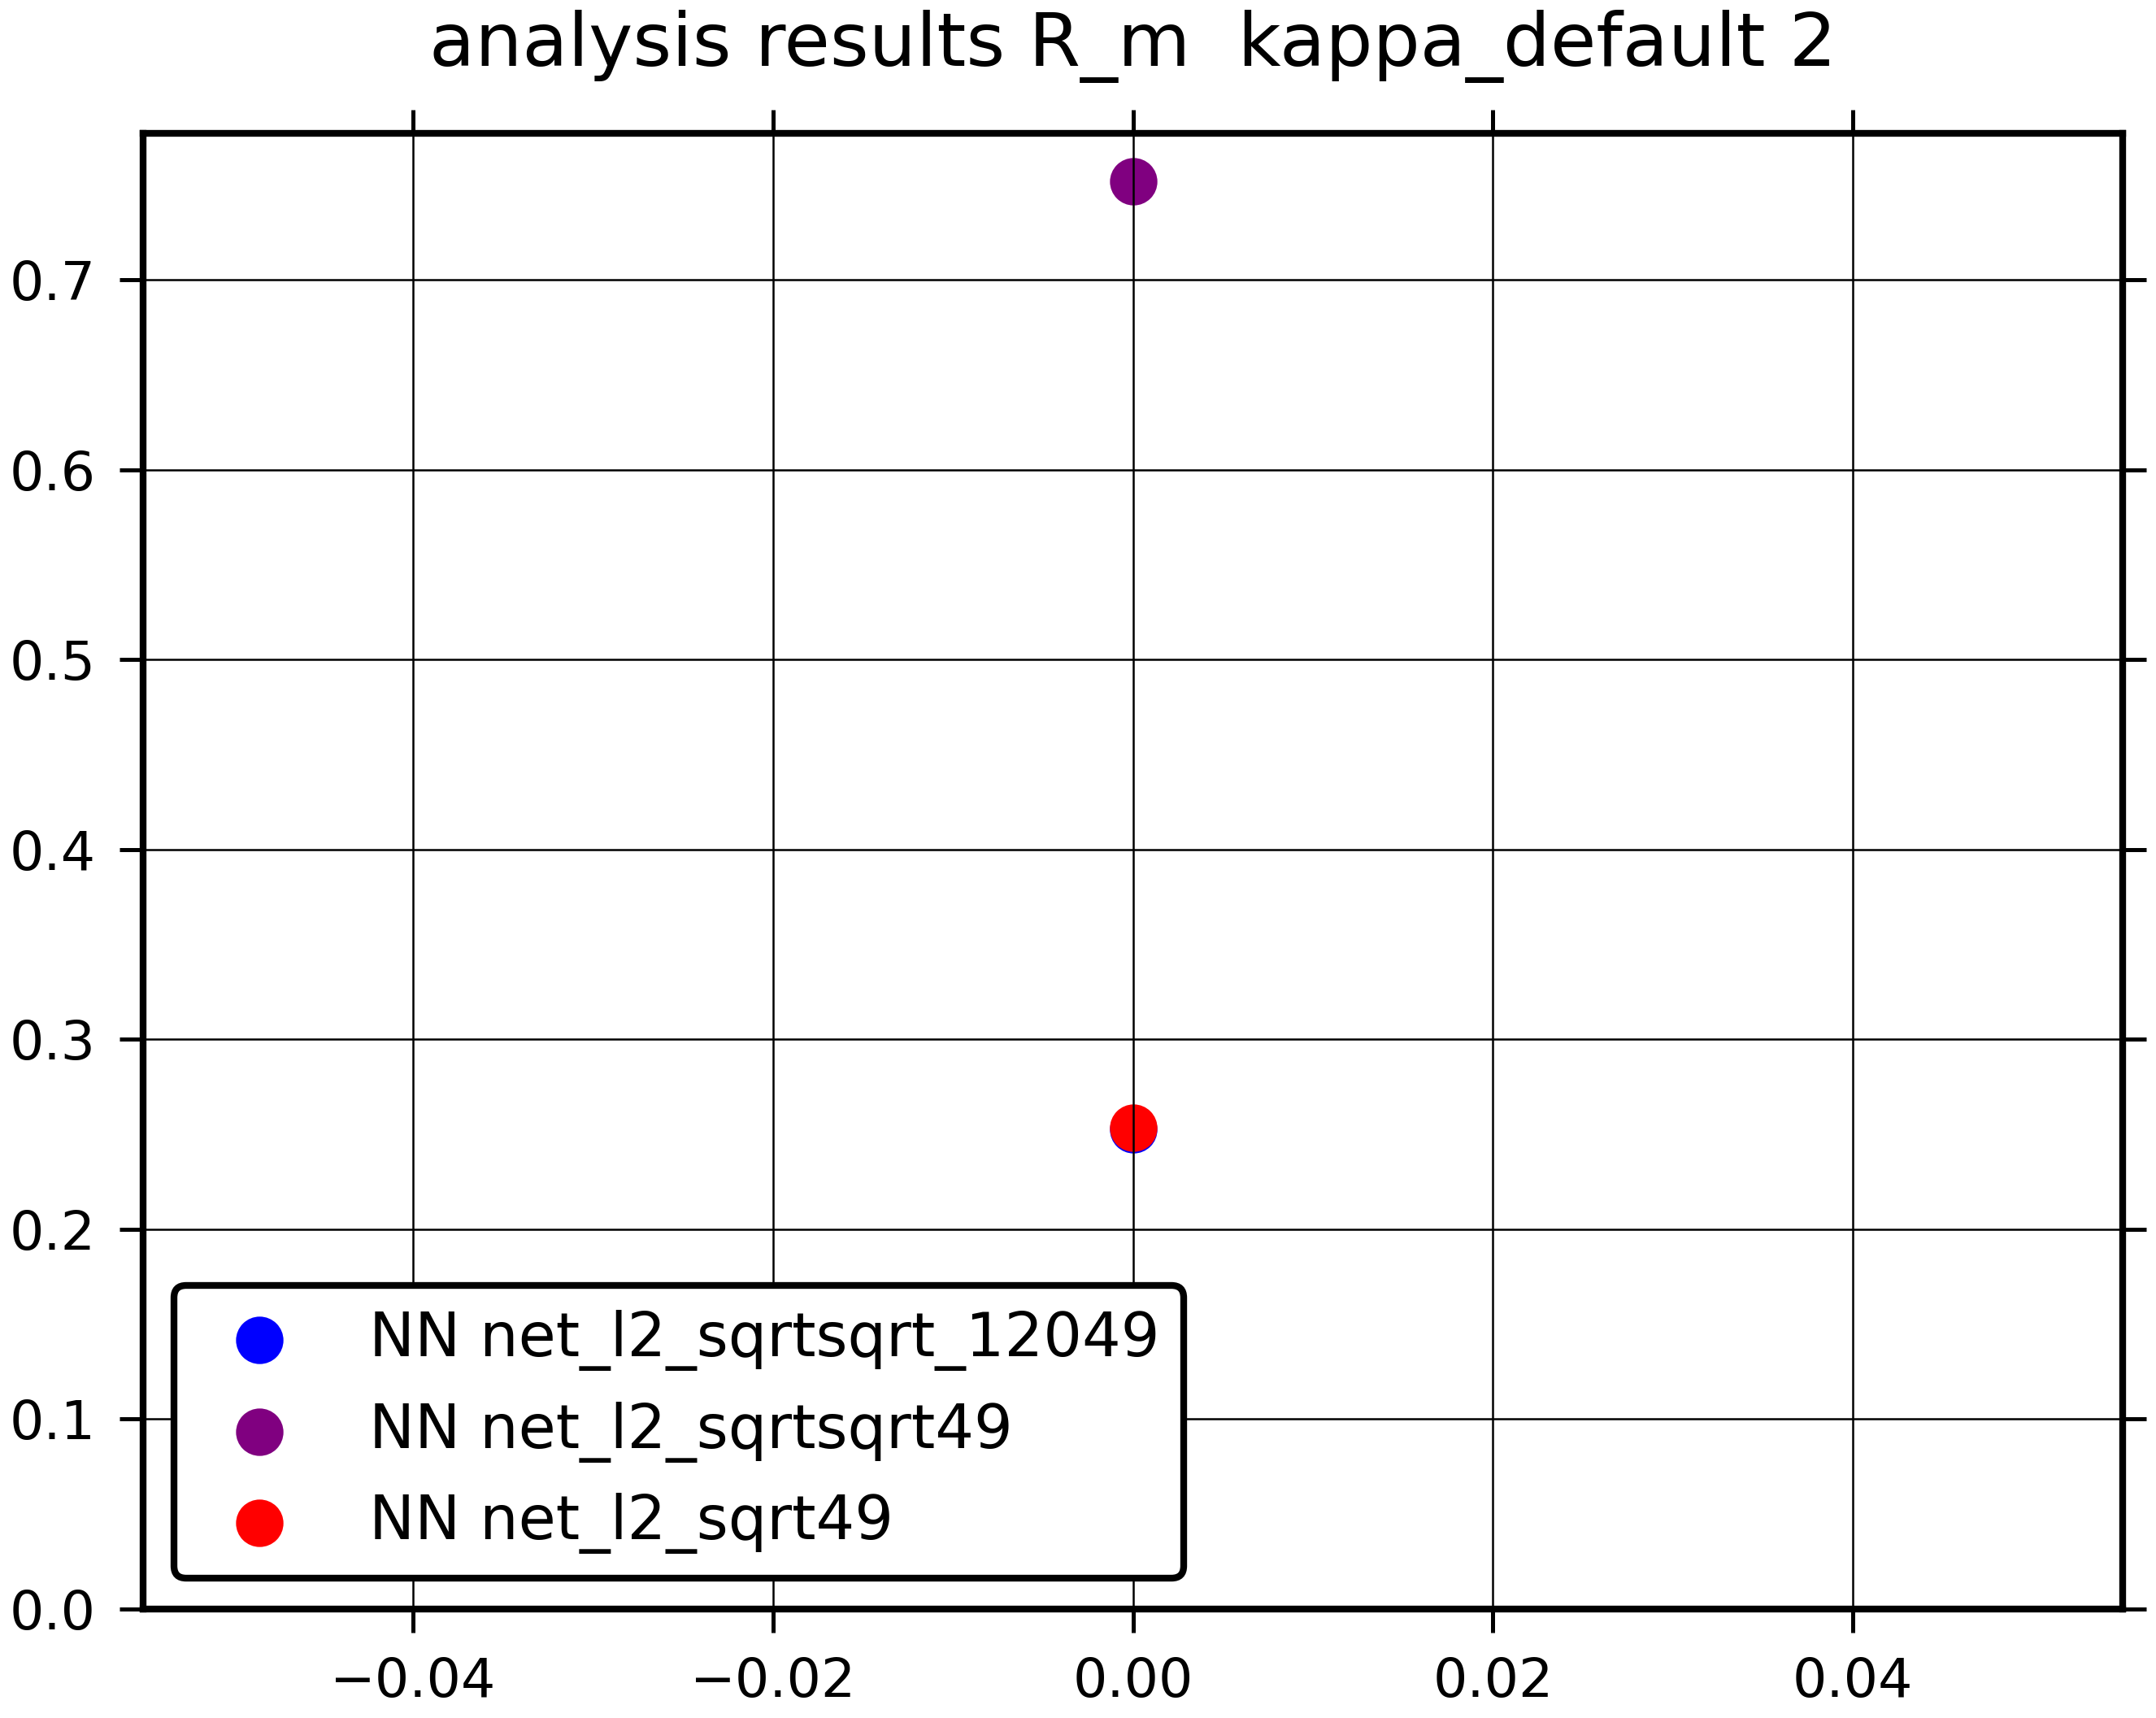 analysis results R_m  kappa_default 2
0.7
0.6
0.5
0.4
0.3
0.2
0.1
0.0
NN net_l2_sqrtsqrt_12049
NN net_l2_sqrtsqrt49
NN net_l2_sqrt49
−0.04 −0.02 0.00 0.02 0.04